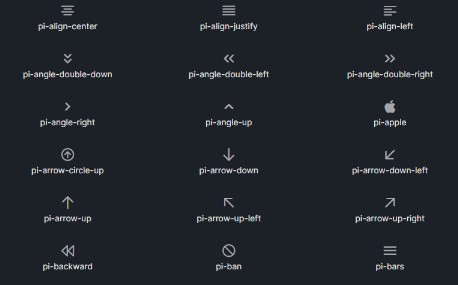 pi-align-center pi-align-justify pi-align-left
pi-angle-double-down pi-angle-double-left pi-angle-double-right
pi-angle-right pi-angle-up pi-apple
pi-arrow-circle-up pi-arrow-down pi-arrow-down-left
pi-arrow-up pi-arrow-up-left pi-arrow-up-right
pi-backward pi-ban pi-bars